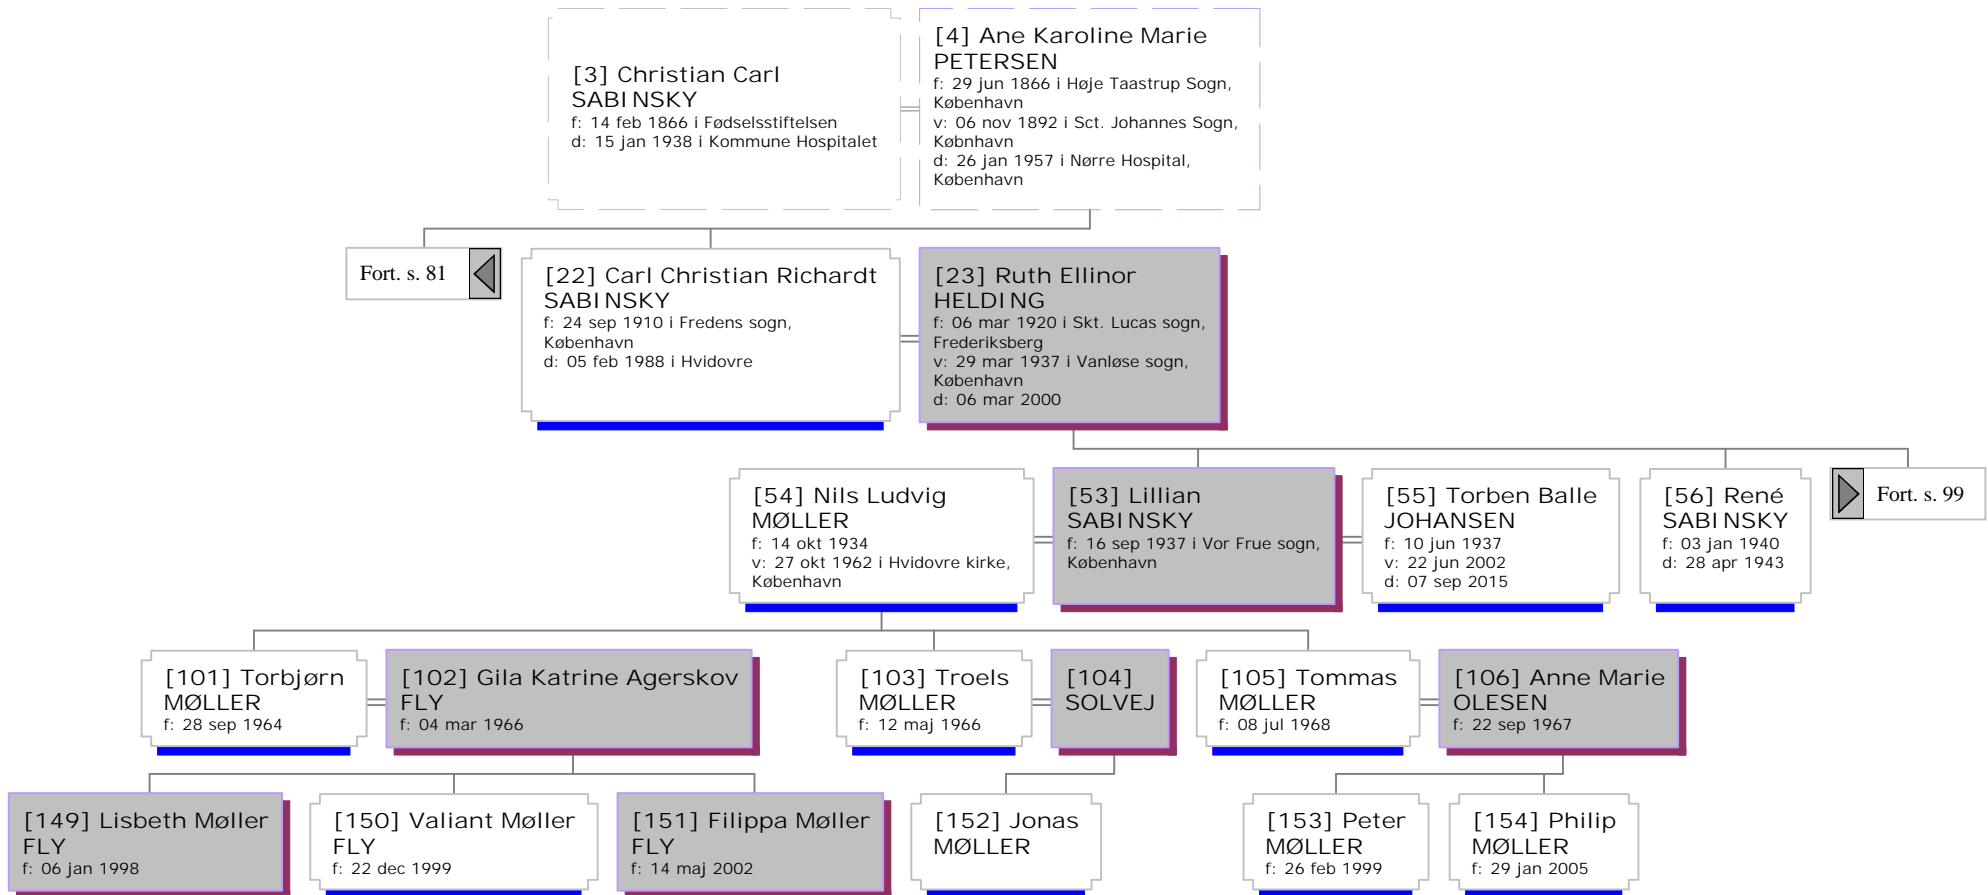 [3] Christian Carl
SABINSKY
f: 14 feb 1866 i Fødselsstiftelsen
d: 15 jan 1938 i Kommune Hospitalet
[4] Ane Karoline Marie
PETERSEN
f: 29 jun 1866 i Høje Taastrup Sogn,
København
v: 06 nov 1892 i Sct. Johannes Sogn,
Købnhavn
d: 26 jan 1957 i Nørre Hospital,
København
Fort. s. 81
[22] Carl Christian Richardt
SABINSKY
f: 24 sep 1910 i Fredens sogn,
København
d: 05 feb 1988 i Hvidovre
[23] Ruth Ellinor
HELDING
f: 06 mar 1920 i Skt. Lucas sogn,
Frederiksberg
v: 29 mar 1937 i Vanløse sogn,
København
d: 06 mar 2000
[54] Nils Ludvig
MØLLER
f: 14 okt 1934
v: 27 okt 1962 i Hvidovre kirke,
København
[53] Lillian
SABINSKY
f: 16 sep 1937 i Vor Frue sogn,
København
[55] Torben Balle
JOHANSEN
f: 10 jun 1937
v: 22 jun 2002
d: 07 sep 2015
[56] René
SABINSKY
f: 03 jan 1940
d: 28 apr 1943
Fort. s. 99
[101] Torbjørn
MØLLER
f: 28 sep 1964
[102] Gila Katrine Agerskov
FLY
f: 04 mar 1966
[103] Troels
MØLLER
f: 12 maj 1966
[104]
SOLVEJ
[105] Tommas
MØLLER
f: 08 jul 1968
[106] Anne Marie
OLESEN
f: 22 sep 1967
[149] Lisbeth Møller
FLY
f: 06 jan 1998
[150] Valiant Møller
FLY
f: 22 dec 1999
[151] Filippa Møller
FLY
f: 14 maj 2002
[152] Jonas
MØLLER
[153] Peter
MØLLER
f: 26 feb 1999
[154] Philip
MØLLER
f: 29 jan 2005